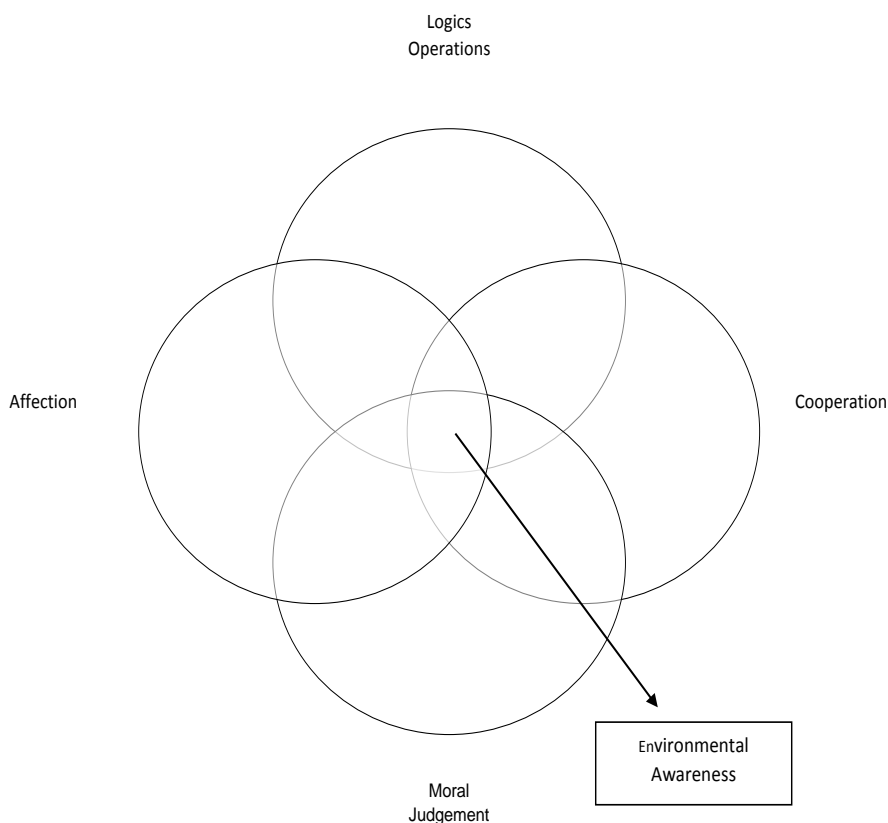 Logics
Operations
Affection
Cooperation
Environmental
Awareness
Moral
Judgement